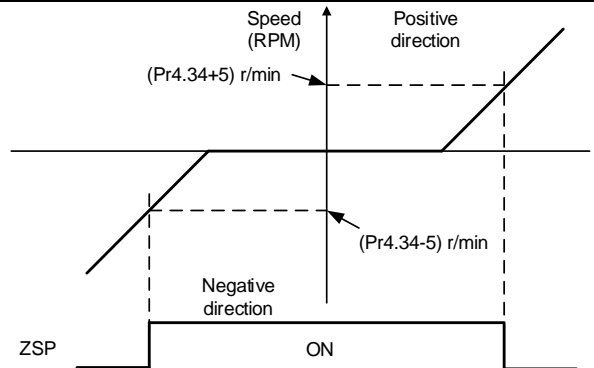 Speed
(RPM)
Positive
direction
(Pr4.34+5) r/min
(Pr4.34-5) r/min
Negative
direction
ZSP
ON